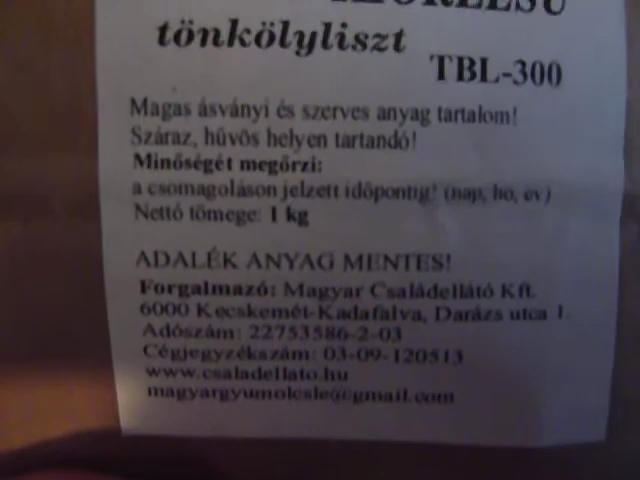 tönkölyliszt
TBL-300
Magas ásványi és szerves anyag tartalom!
Száraz, hűvös helyen tartandó!
Minőségét megőrzi:
a csomagoláson jelzett időpontig! (nap, ho, ev)
Nettó tömege: 1 kg
ADALÉK ANYAG MENTES!
Forgalmazó: Magyar Családellátó Kft.
6000 Kecskemét-Kadafalva, Darázs utca 1.
Adószám: 22753586-2-03
Cégjegyzékszám: 03-09-120513
www.csaladellato.hu
magyargyumolcsle@gmail.com